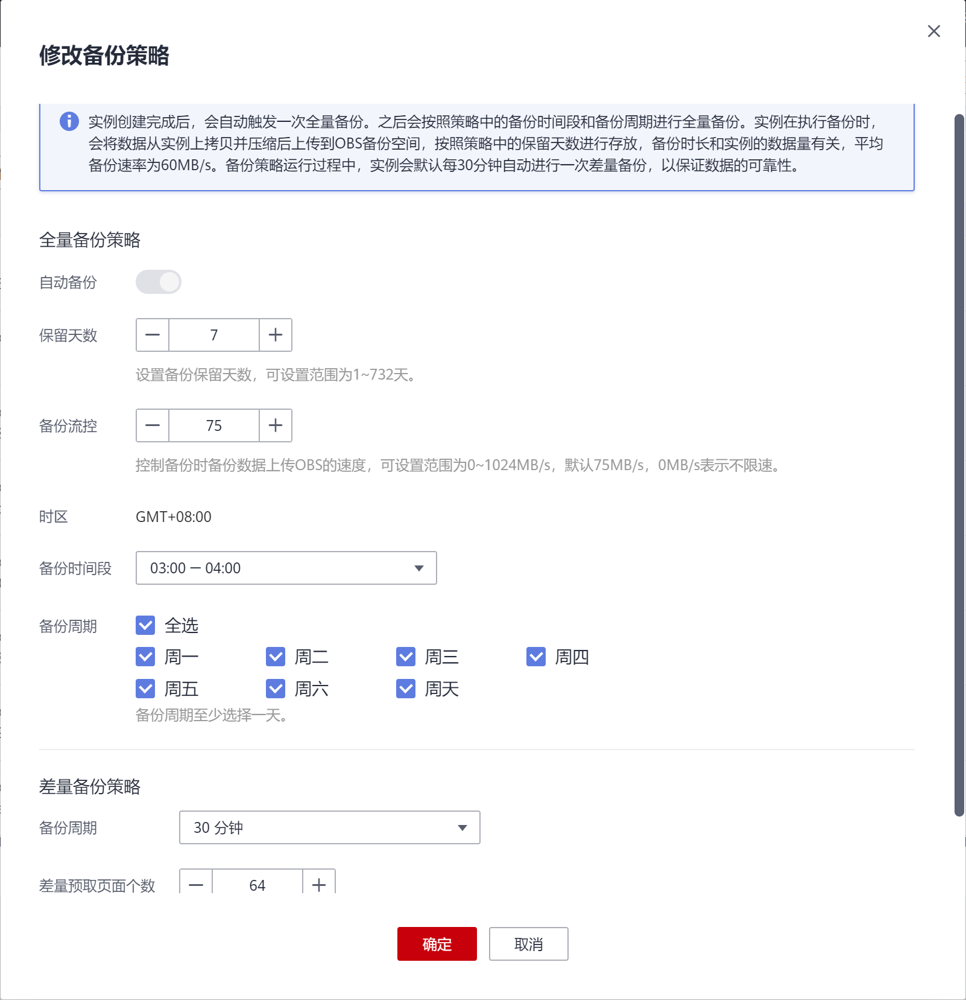 修改备份策略
实例创建完成后，会自动触发一次全量备份。之后会按照策略中的备份时间段和备份周期进行全量备份。实例在执行备份时，
会将数据从实例上拷贝并压缩后上传到OBS备份空间，按照策略中的保留天数进行存放，备份时长和实例的数据量有关，平均
备份速率为60MB/s。备份策略运行过程中，实例会默认每30分钟自动进行一次差量备份，以保证数据的可靠性。
全量备份策略
自动备份
保留天数 7
设置备份保留天数，可设置范围为1~732天。
备份流控 75
控制备份时备份数据上传OBS的速度，可设置范围为0~1024MB/s，默认75MB/s，0MB/s表示不限速。
时区 GMT+08:00
备份时间段 03:00 — 04:00
备份周期 全选
周一 周二 周三 周四
周五 周六 周天
备份周期至少选择一天。
差量备份策略
备份周期 30 分钟
差量预取页面个数 64
确定 取消